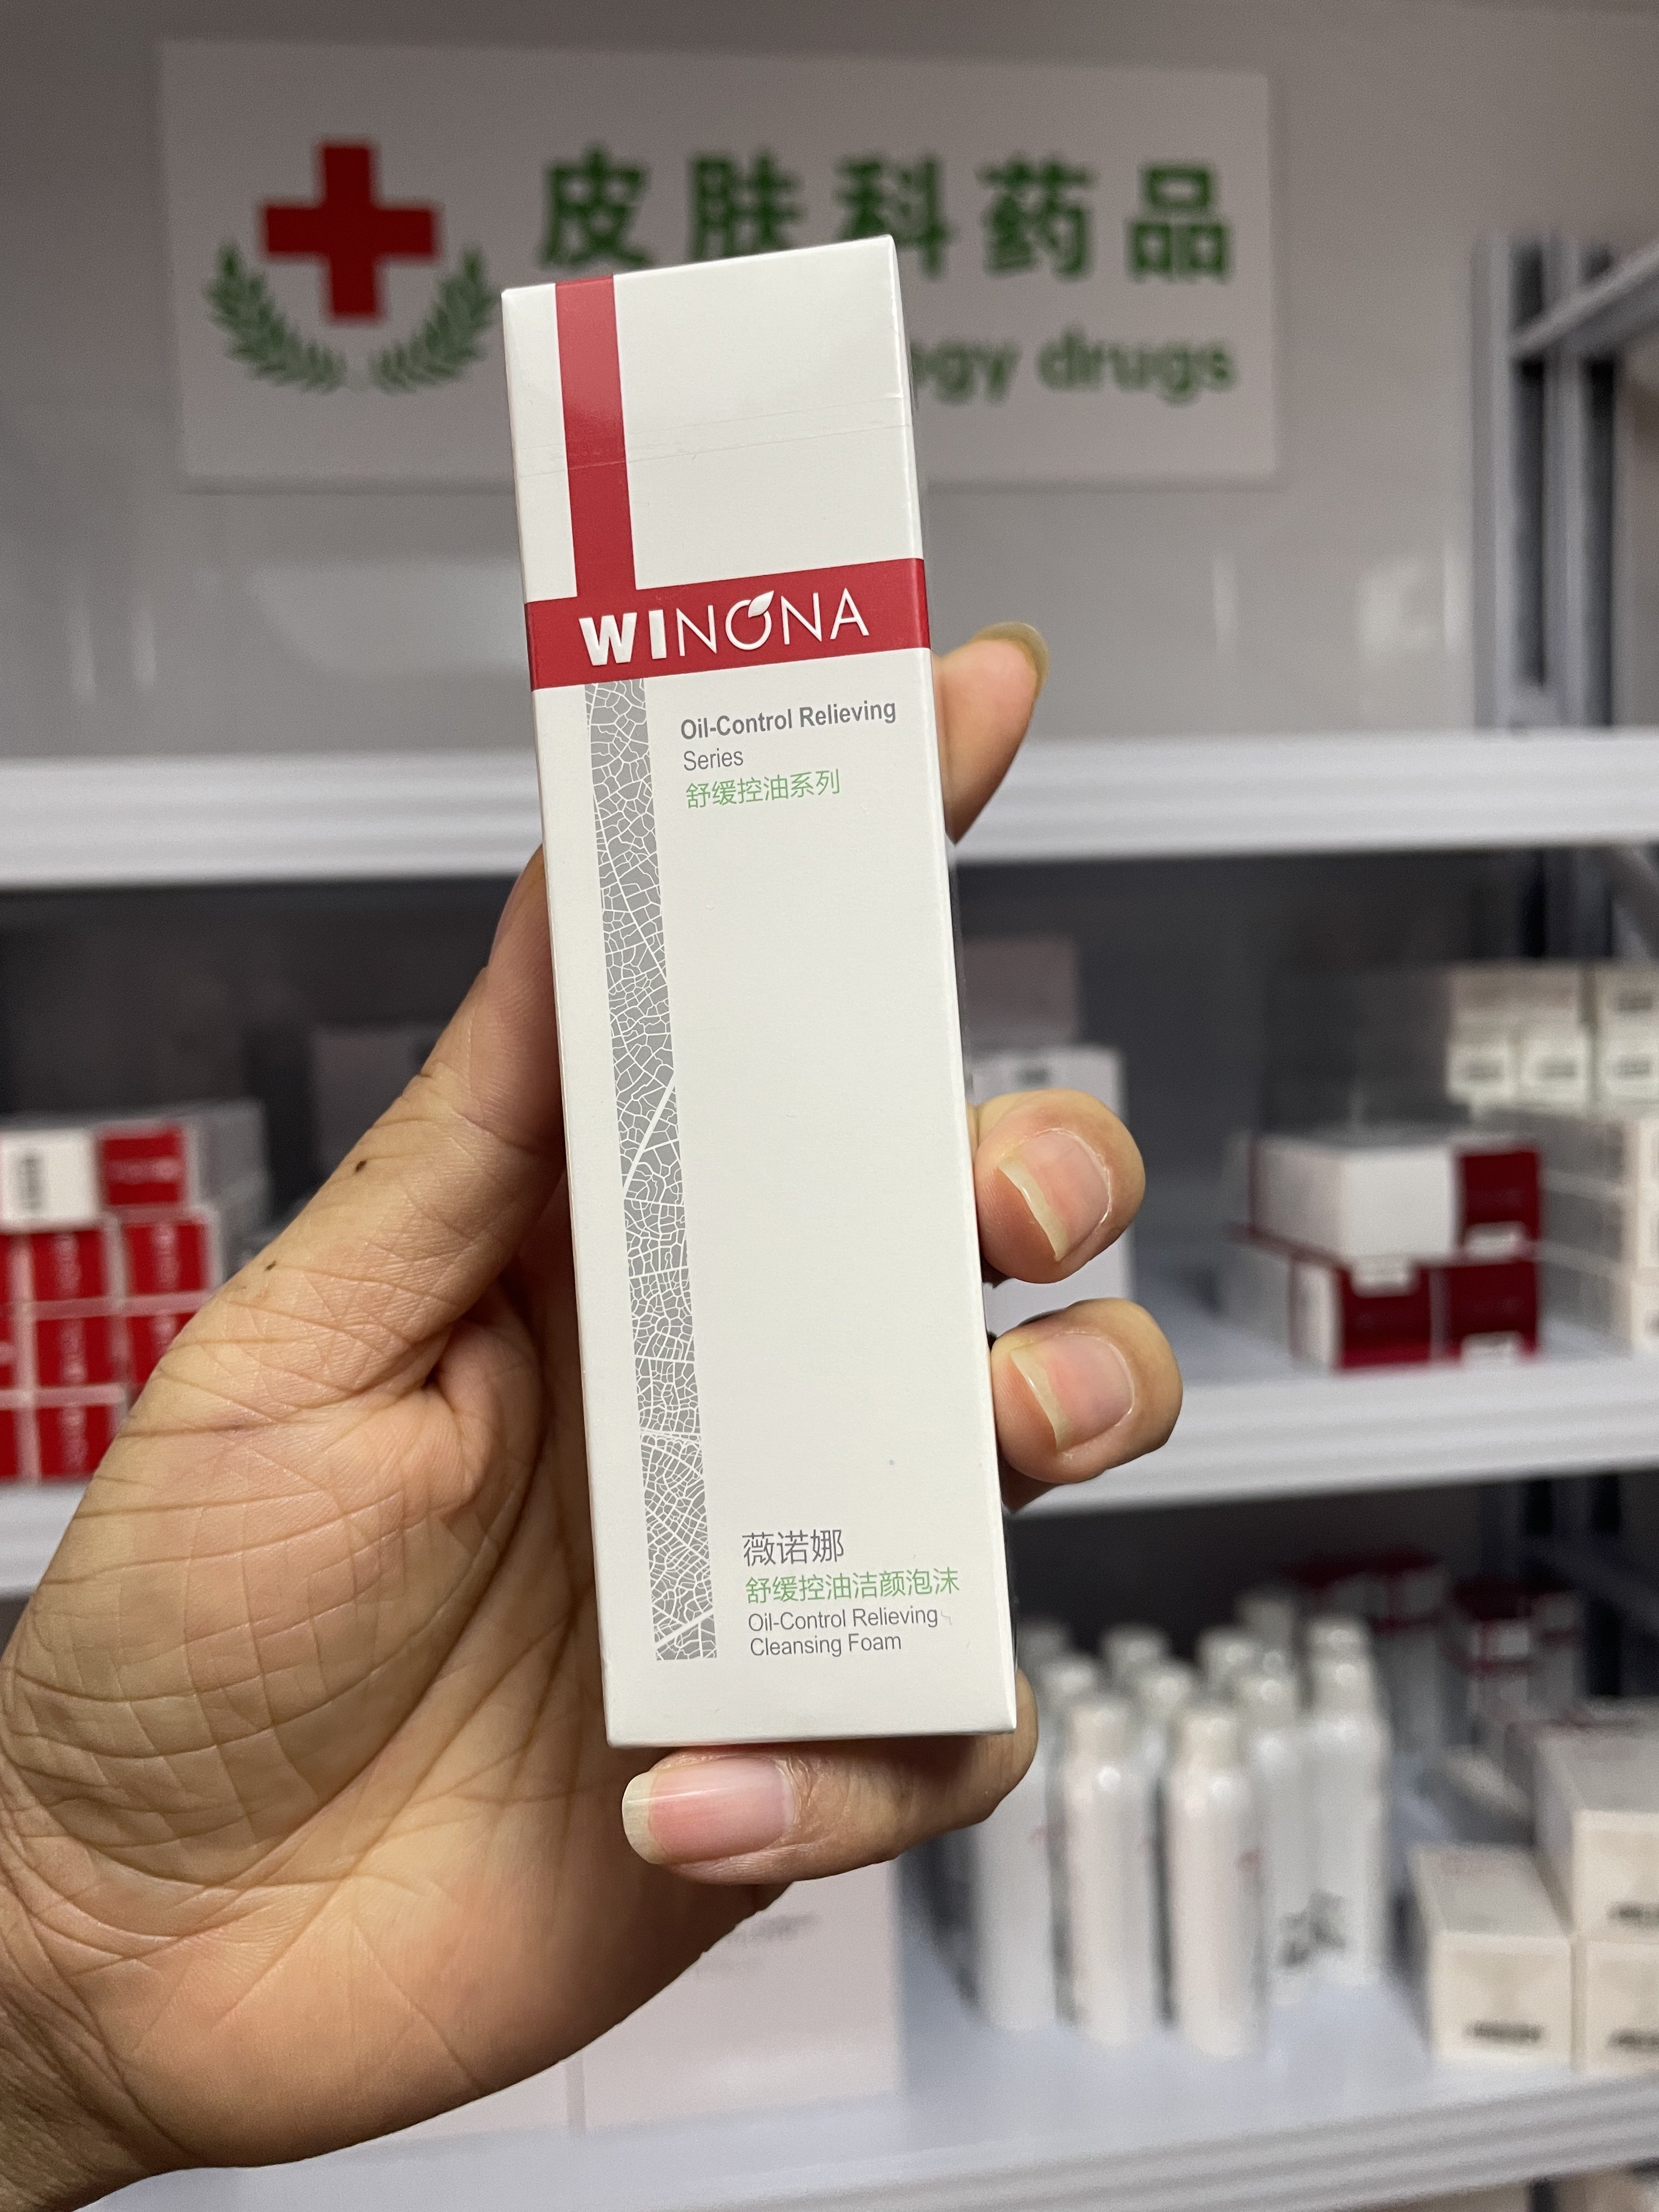 皮肤科药品
drugs
WINONA
Oil-Control Relieving
Series
舒缓控油系列
薇诺娜
舒缓控油洁颜泡沫
Oil-Control Relieving
Cleansing Foam